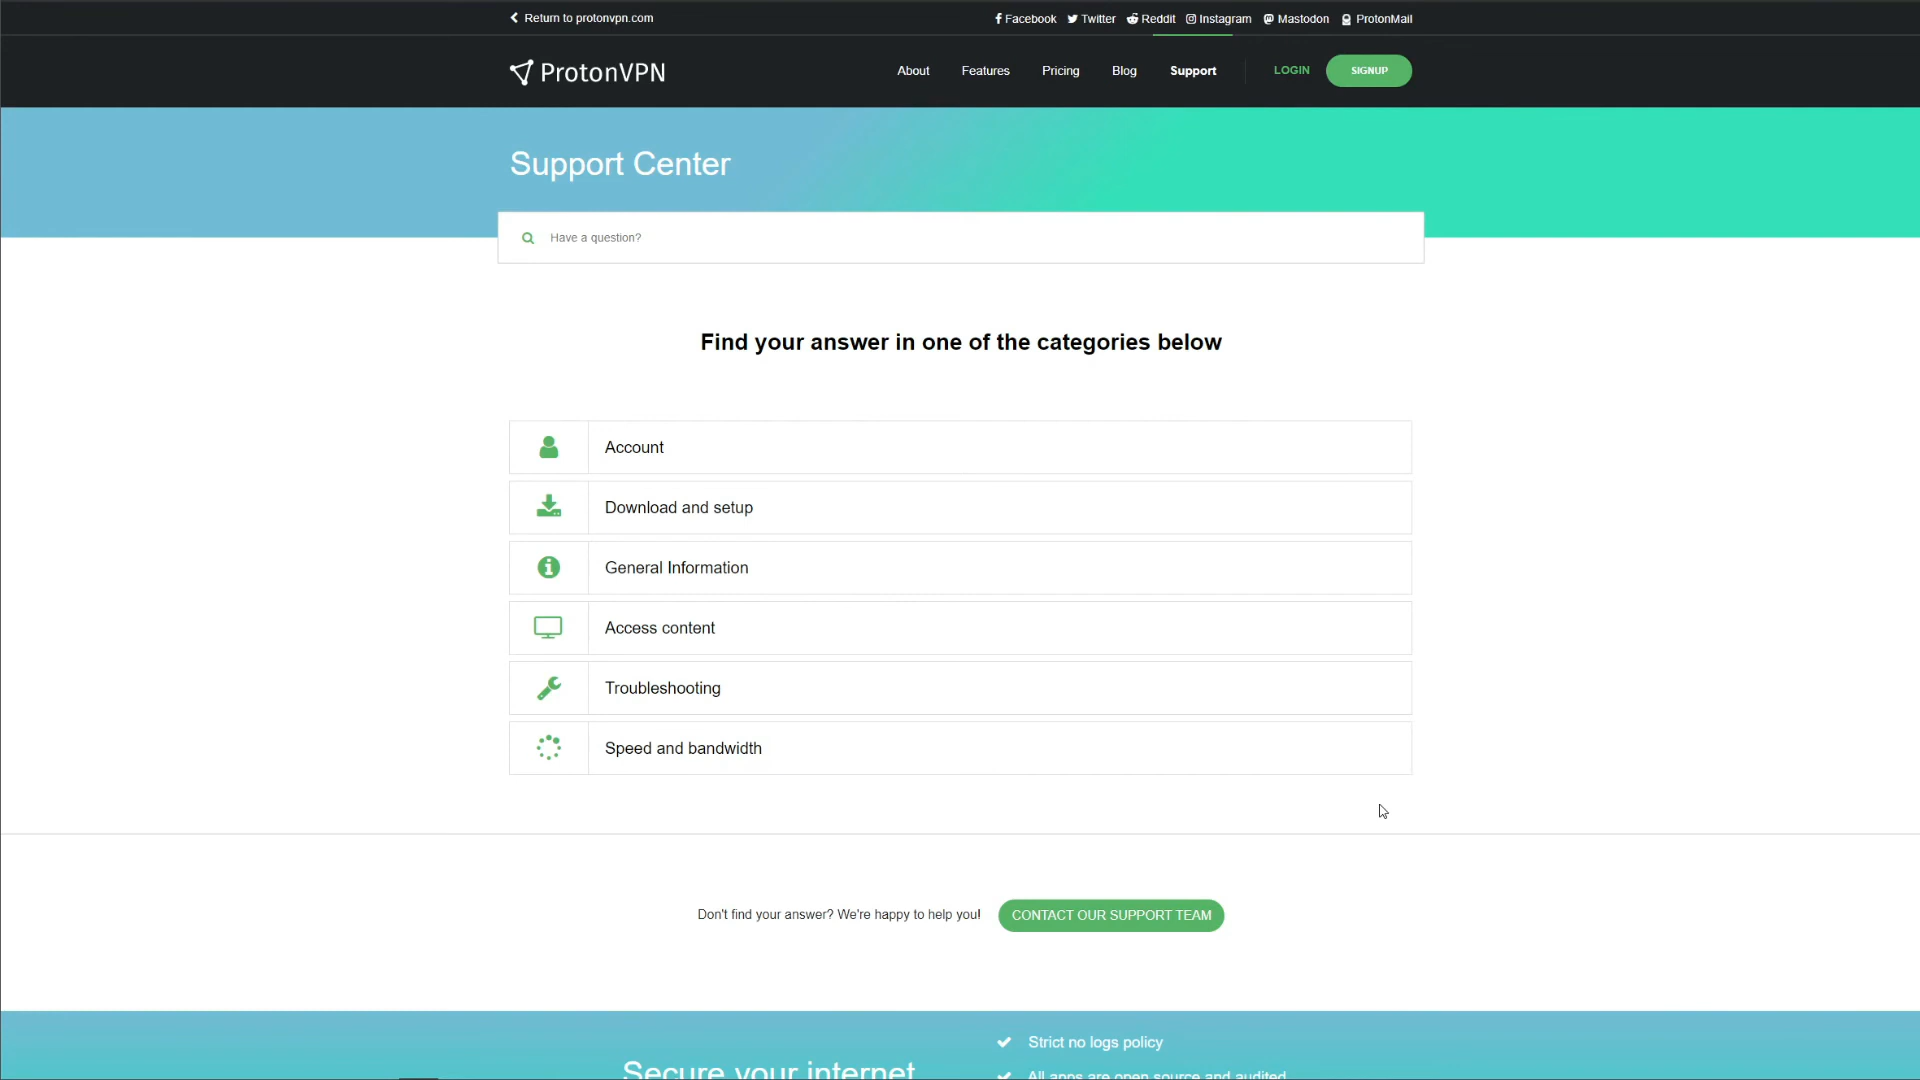 Return to protonvpn.com
Facebook Twitter Reddit Instagram Mastodon ProtonMail
ProtonVPN
About Features Pricing Blog Support LOGIN SIGNUP
Support Center
Have a question?
Find your answer in one of the categories below
Account
Download and setup
General Information
Access content
Troubleshooting
Speed and bandwidth
Don't find your answer? We're happy to help you! CONTACT OUR SUPPORT TEAM
Strict no logs policy
Secure your internet
All apps are open source and audited